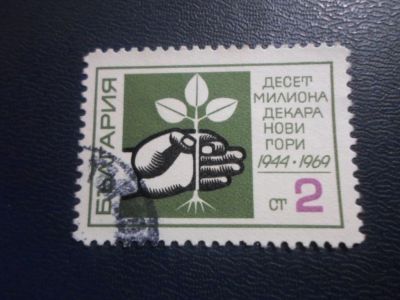 БЪЛГАРИЯ
ДЕСЕТ
МИЛИОНА
ДЕКАРА
НОВИ
ГОРИ
1944·1969
СТ 2